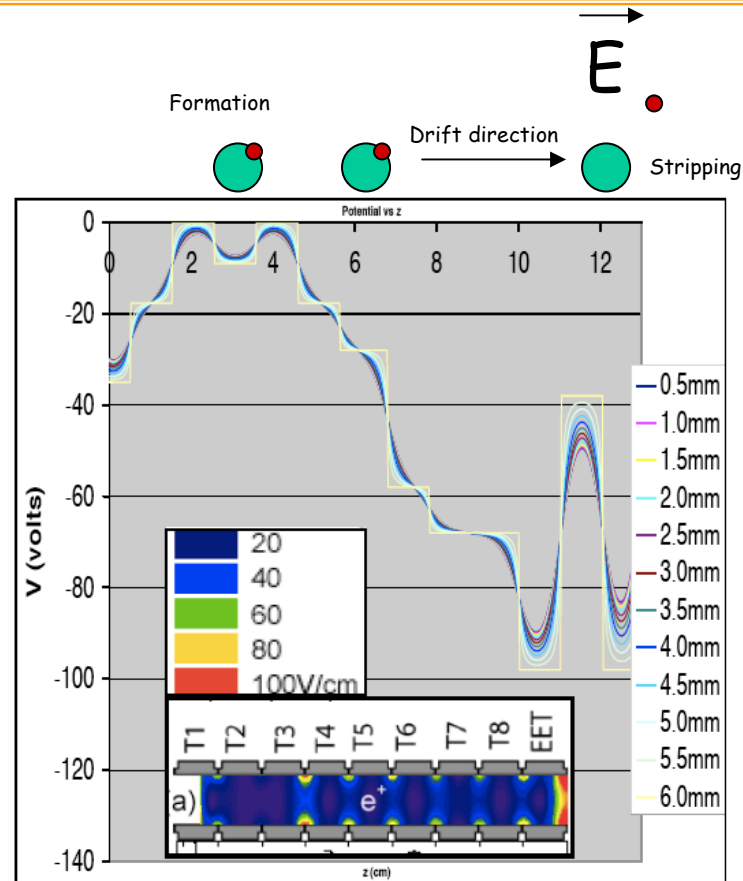 E
Formation
Drift direction
Stripping
Potential vs z
0
0 2 4 6 8 10 12
-20
-40
-60
-80
-100
-120
-140
V (volts)
z (cm)
0.5mm
1.0mm
1.5mm
2.0mm
2.5mm
3.0mm
3.5mm
4.0mm
4.5mm
5.0mm
5.5mm
6.0mm
20
40
60
80
100V/cm
T1 T2 T3 T4 T5 T6 T7 T8 EET
a) e⁺